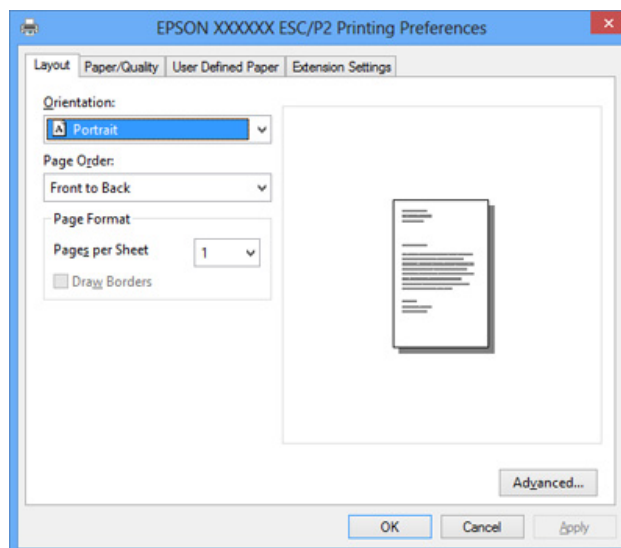 EPSON XXXXXX ESC/P2 Printing Preferences
Layout Paper/Quality User Defined Paper Extension Settings
Orientation:
A Portrait
Page Order:
Front to Back
Page Format
Pages per Sheet 1
Draw Borders
Advanced...
OK Cancel Apply